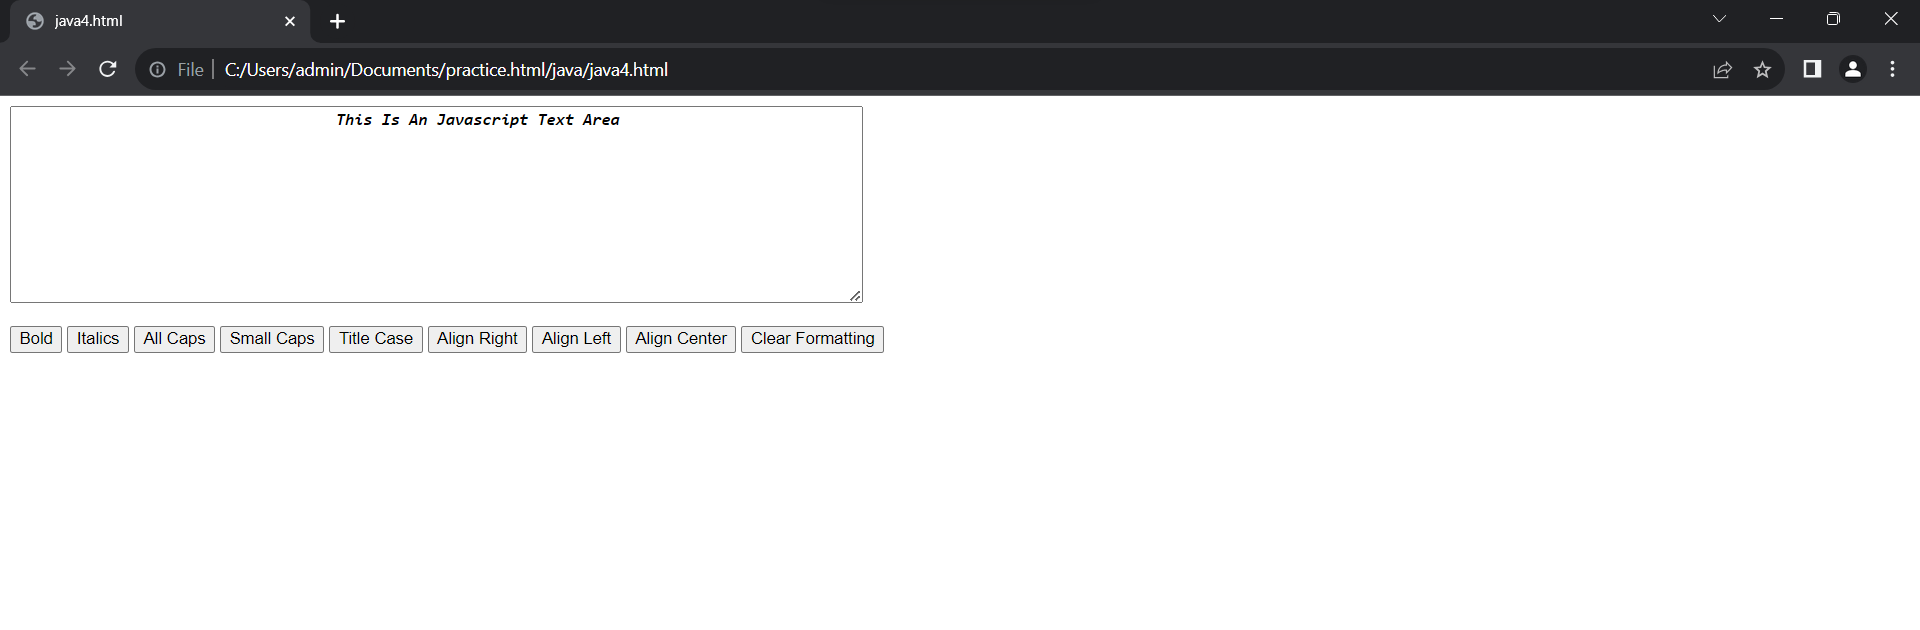 java4.html
File C:/Users/admin/Documents/practice.html/java/java4.html
This Is An Javascript Text Area
Bold Italics All Caps Small Caps Title Case Align Right Align Left Align Center Clear Formatting